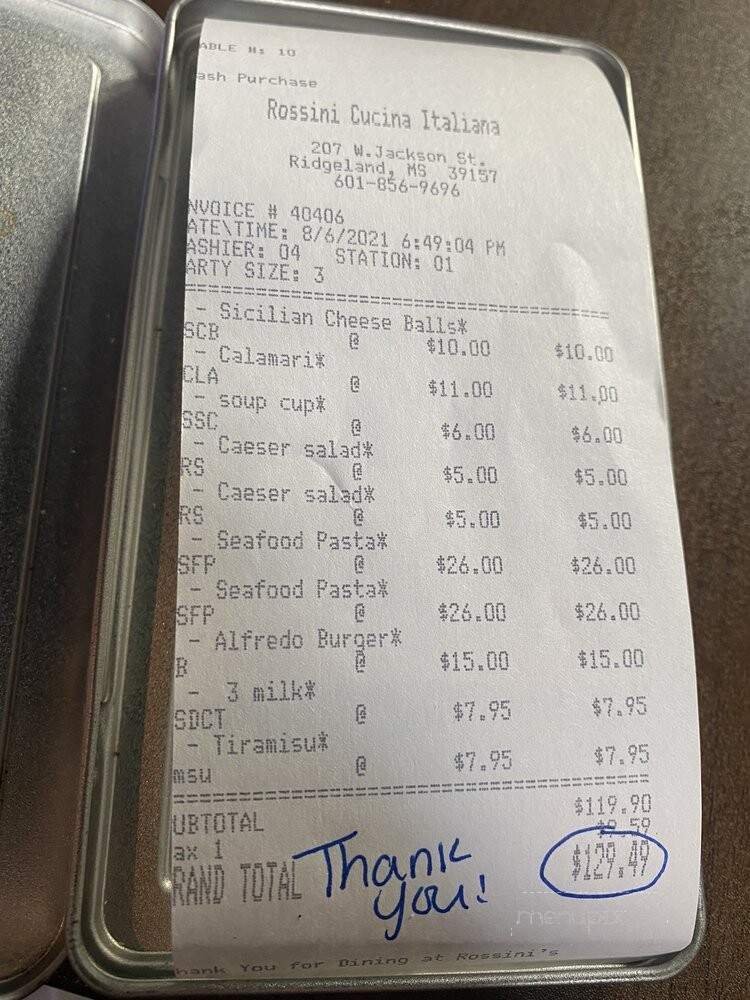 ABLE #: 10
ash Purchase
Rossini Cucina Italiana
207 W.Jackson St.
Ridgeland, MS 39157
601-856-9696
NVOICE # 40406
ATE\TIME: 8/6/2021 6:49:04 PM
ASHIER: 04 STATION: 01
ARTY SIZE: 3
- Sicilian Cheese Balls*
SCB @ $10.00 $10.00
- Calamari*
CLA @ $11.00 $11.00
- soup cup*
SSC @ $6.00 $6.00
- Caeser salad*
RS @ $5.00 $5.00
- Caeser salad*
RS @ $5.00 $5.00
- Seafood Pasta*
SFP @ $26.00 $26.00
- Seafood Pasta*
SFP @ $26.00 $26.00
- Alfredo Burger*
B @ $15.00 $15.00
- 3 milk*
SDCT @ $7.95 $7.95
- Tiramisu*
msu @ $7.95 $7.95
UBTOTAL $119.90
ax 1 $9.59
RAND TOTAL $129.49
Thank
you!
menupix
hank You for Dining at Rossini's